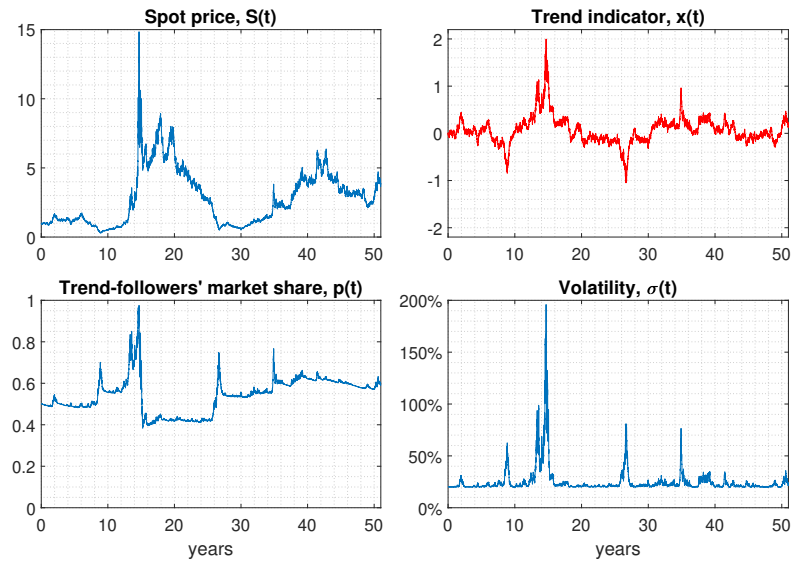 Spot price, S(t)
15
10
5
0
0 10 20 30 40 50
Trend indicator, x(t)
2
1
0
-1
-2
0 10 20 30 40 50
Trend-followers' market share, p(t)
1
0.8
0.6
0.4
0.2
0
0 10 20 30 40 50
years
Volatility, σ(t)
200%
150%
100%
50%
0%
0 10 20 30 40 50
years